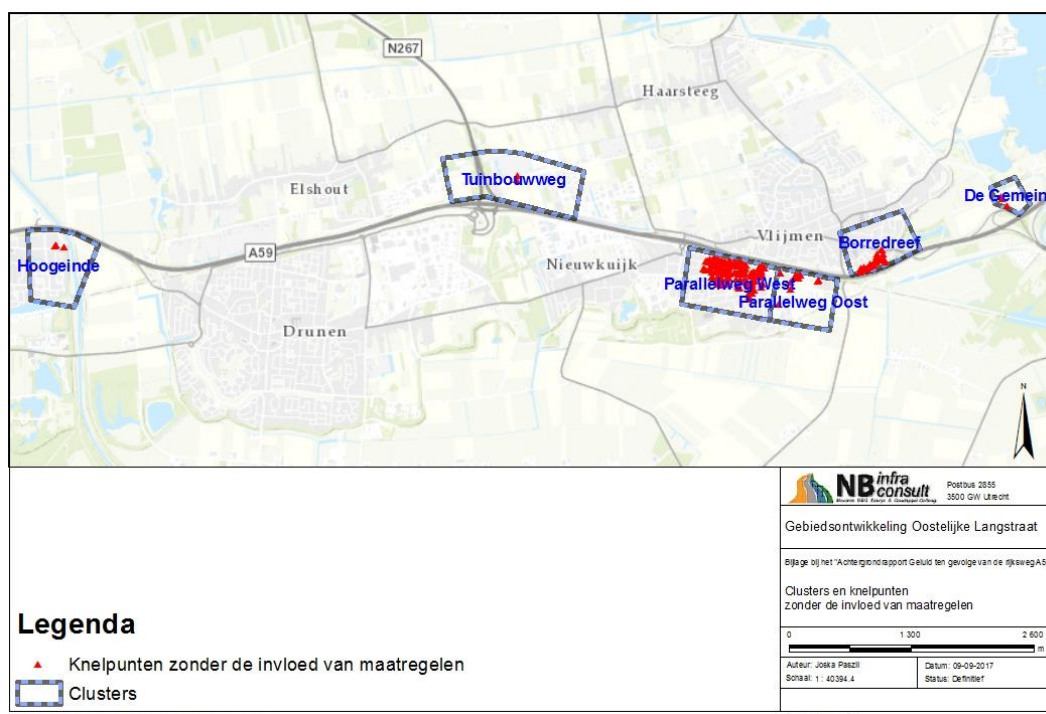 N267
Haarsteeg
Tuinbouwweg
Elshout
De Gemein
Vlijmen
Borredreef
A59
Hoogeinde
Nieuwkuijk
Parallelweg West
Parallelweg Oost
Drunen
N
NB infra consult
Postbus 2855
3500 GW Utrecht
Gebiedsontwikkeling Oostelijke Langstraat
Bijlage bij het "Achtergrondrapport Geluid ten gevolge van de rijksweg A5
Clusters en knelpunten
zonder de invloed van maatregelen
0 1 300 2 600
m
Auteur: Joska Paszli
Datum: 09-09-2017
Schaal: 1 : 40394.4
Status: Definitief
Legenda
Knelpunten zonder de invloed van maatregelen
Clusters